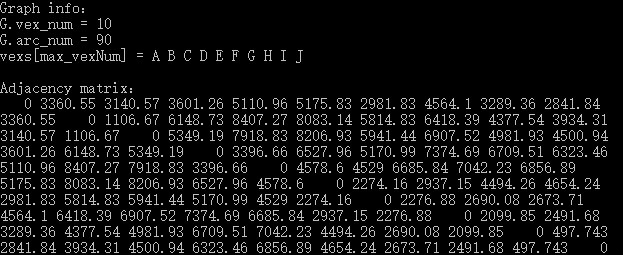 Graph info:
G.vex_num = 10
G.arc_num = 90
vexs[max_vexNum] = A B C D E F G H I J
Adjacency matrix:
0 3360.55 3140.57 3601.26 5110.96 5175.83 2981.83 4564.1 3289.36 2841.84
3360.55 0 1106.67 6148.73 8407.27 8083.14 5814.83 6418.39 4377.54 3934.31
3140.57 1106.67 0 5349.19 7918.83 8206.93 5941.44 6907.52 4981.93 4500.94
3601.26 6148.73 5349.19 0 3396.66 6527.96 5170.99 7374.69 6709.51 6323.46
5110.96 8407.27 7918.83 3396.66 0 4578.6 4529 6685.84 7042.23 6856.89
5175.83 8083.14 8206.93 6527.96 4578.6 0 2274.16 2937.15 4494.26 4654.24
2981.83 5814.83 5941.44 5170.99 4529 2274.16 0 2276.88 2690.08 2673.71
4564.1 6418.39 6907.52 7374.69 6685.84 2937.15 2276.88 0 2099.85 2491.68
3289.36 4377.54 4981.93 6709.51 7042.23 4494.26 2690.08 2099.85 0 497.743
2841.84 3934.31 4500.94 6323.46 6856.89 4654.24 2673.71 2491.68 497.743 0